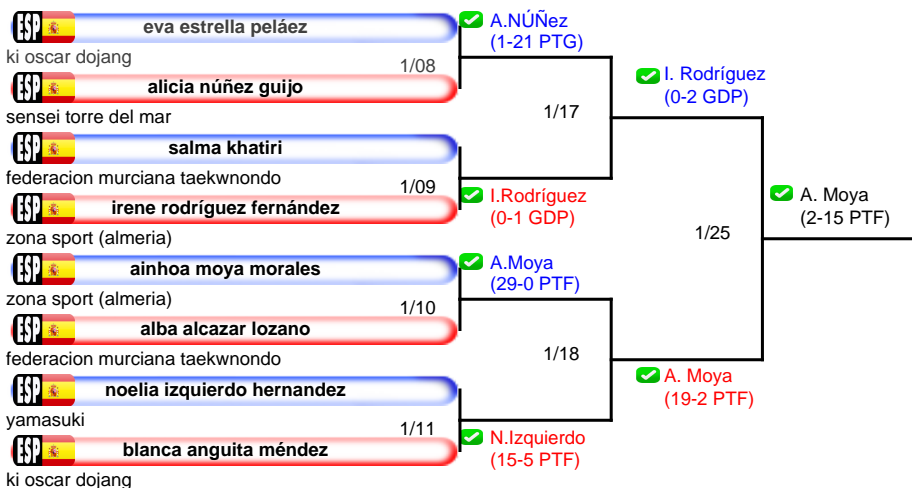 ESP eva estrella peláez
ki oscar dojang
1/08
ESP alicia núñez guijo
sensei torre del mar
ESP salma khatiri
federacion murciana taekwnondo
1/09
ESP irene rodríguez fernández
zona sport (almeria)
ESP ainhoa moya morales
zona sport (almeria)
1/10
ESP alba alcazar lozano
federacion murciana taekwnondo
ESP noelia izquierdo hernandez
yamasuki
1/11
ESP blanca anguita méndez
ki oscar dojang
A.NÚÑez
(1-21 PTG)
1/17
I.Rodríguez
(0-1 GDP)
A.Moya
(29-0 PTF)
1/18
N.Izquierdo
(15-5 PTF)
I. Rodríguez
(0-2 GDP)
1/25
A. Moya
(19-2 PTF)
A. Moya
(2-15 PTF)